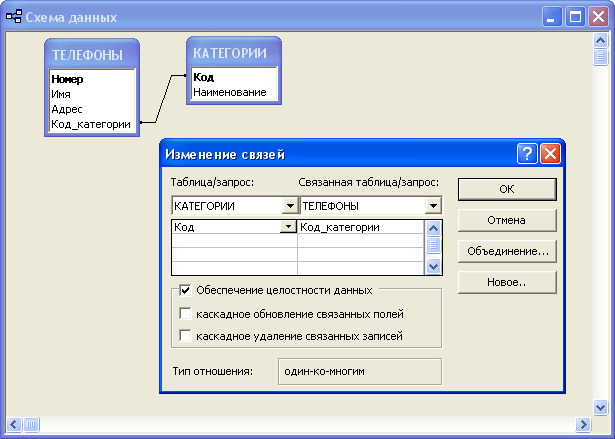 Схема данных
ТЕЛЕФОНЫ
Номер
Имя
Адрес
Код_категории
КАТЕГОРИИ
Код
Наименование
Изменение связей
Таблица/запрос: Связанная таблица/запрос:
КАТЕГОРИИ ТЕЛЕФОНЫ
Код Код_категории
OK
Отмена
Объединение...
Новое..
Обеспечение целостности данных
каскадное обновление связанных полей
каскадное удаление связанных записей
Тип отношения: один-ко-многим